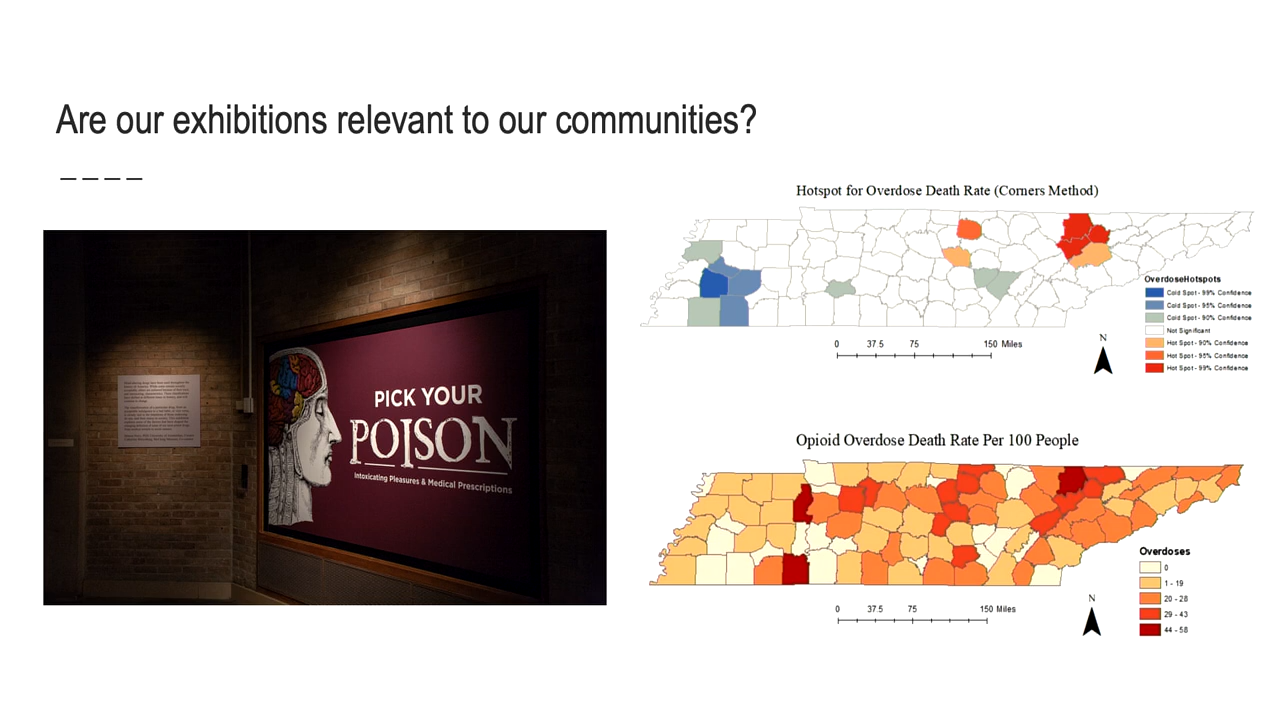 Are our exhibitions relevant to our communities?
PICK YOUR
POISON
Intoxicating Pleasures & Medical Prescriptions
Hotspot for Overdose Death Rate (Corners Method)
OverdoseHotspots
Cold Spot - 99% Confidence
Cold Spot - 95% Confidence
Cold Spot - 90% Confidence
Not Significant
Hot Spot - 90% Confidence
Hot Spot - 95% Confidence
Hot Spot - 99% Confidence
N
0 37.5 75 150 Miles
Opioid Overdose Death Rate Per 100 People
Overdoses
0
1 - 19
20 - 28
29 - 43
44 - 58
N
0 37.5 75 150 Miles